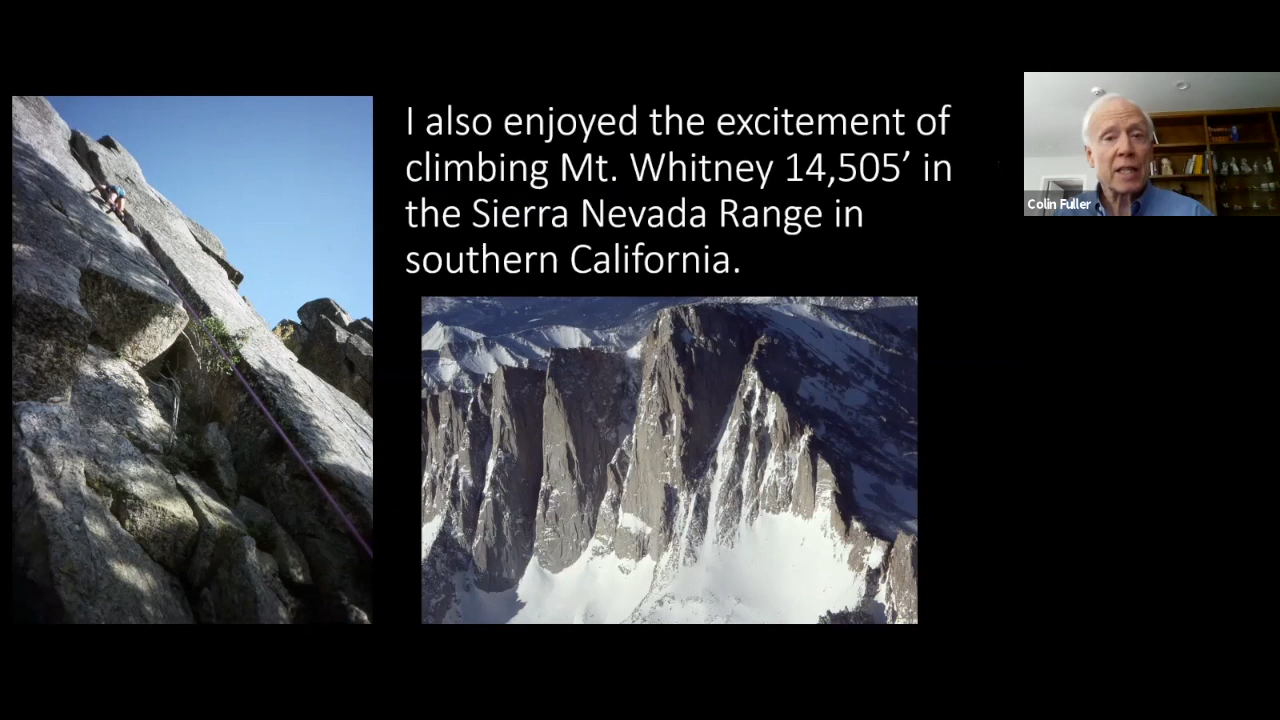 I also enjoyed the excitement of
climbing Mt. Whitney 14,505’ in
the Sierra Nevada Range in
southern California.
Colin Fuller